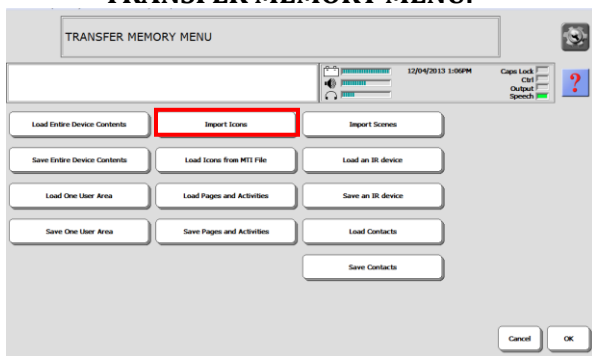 TRANSFER MEMORY MENU.
TRANSFER MEMORY MENU
12/04/2013 1:06PM
Caps Lock
Ctrl
Output
Speech
?
Load Entire Device Contents
Import Icons
Import Scenes
Save Entire Device Contents
Load Icons from MTI File
Load an IR device
Load One User Area
Load Pages and Activities
Save an IR device
Save One User Area
Save Pages and Activities
Load Contacts
Save Contacts
Cancel
OK